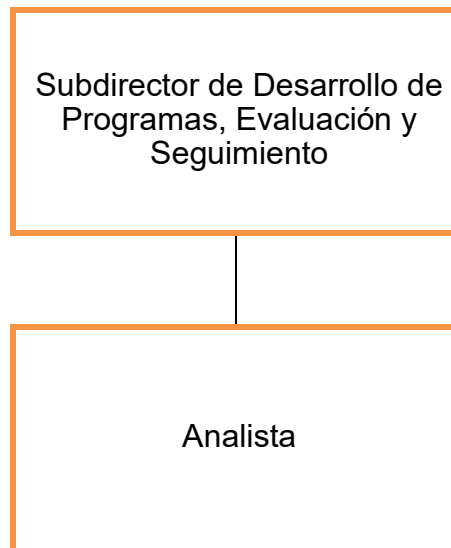 Subdirector de Desarrollo de
Programas, Evaluación y
Seguimiento
Analista